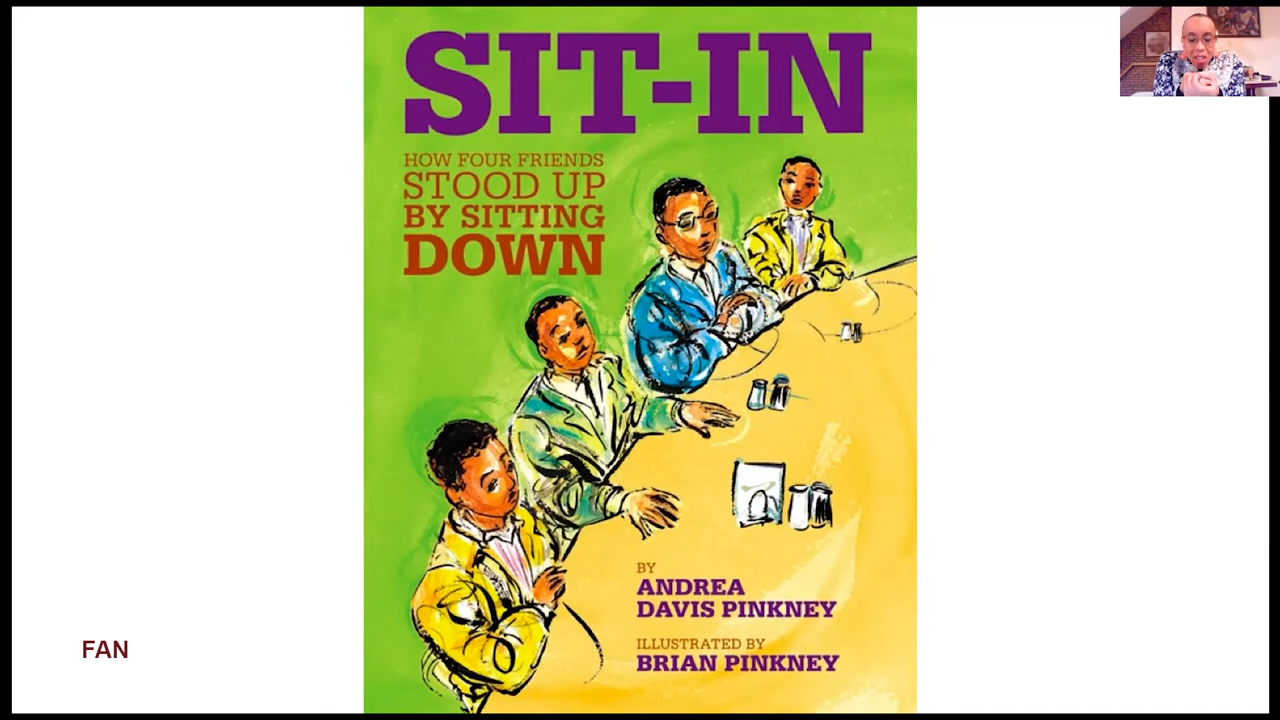 SIT-IN
HOW FOUR FRIENDS
STOOD UP
BY SITTING
DOWN
BY
ANDREA
DAVIS PINKNEY
ILLUSTRATED BY
BRIAN PINKNEY
FAN